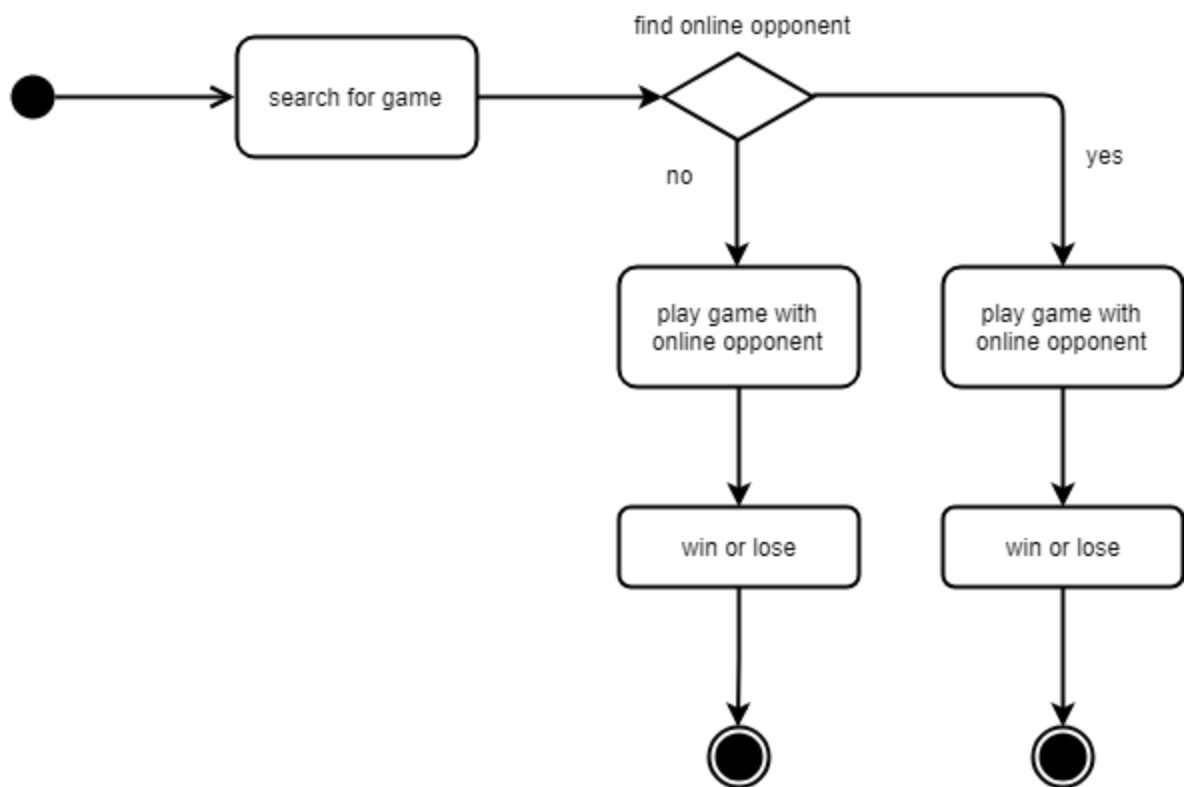 find online opponent
search for game
no
yes
play game with
online opponent
play game with
online opponent
win or lose
win or lose